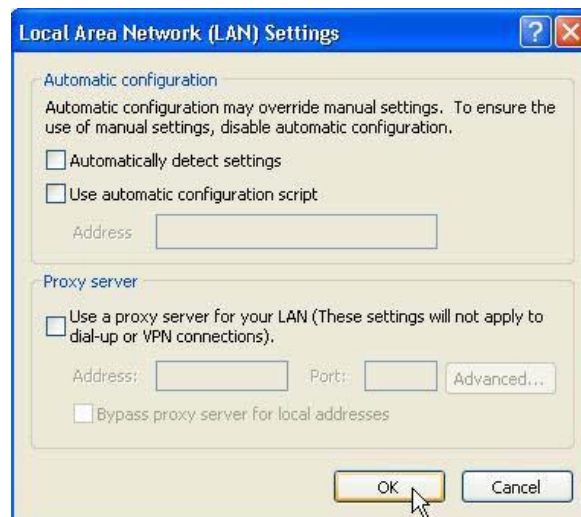 Local Area Network (LAN) Settings
Automatic configuration
Automatic configuration may override manual settings. To ensure the
use of manual settings, disable automatic configuration.
Automatically detect settings
Use automatic configuration script
Address
Proxy server
Use a proxy server for your LAN (These settings will not apply to
dial-up or VPN connections).
Address: Port: Advanced...
Bypass proxy server for local addresses
OK Cancel